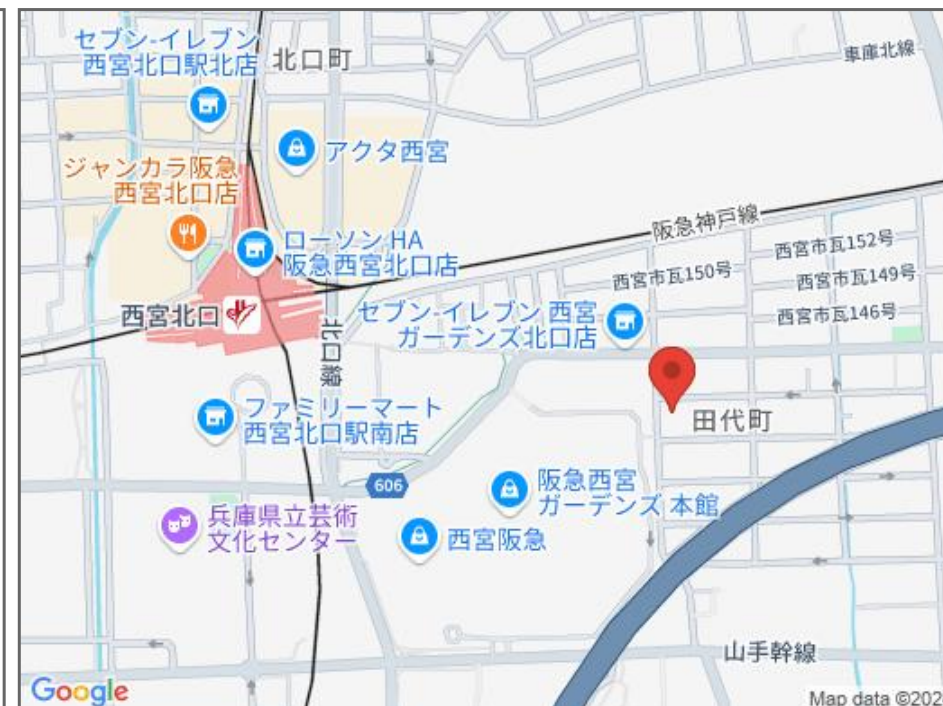 セブン-イレブン
西宮北口駅北店
北口町
車庫北線
アクタ西宮
ジャンカラ阪急
西宮北口店
阪急神戸線
ローソン HA
阪急西宮北口店
西宮市瓦152号
西宮市瓦150号
西宮市瓦149号
西宮北口
北口線
セブン-イレブン 西宮
ガーデンズ北口店
西宮市瓦146号
ファミリーマート
西宮北口駅南店
田代町
606
阪急西宮
ガーデンズ 本館
兵庫県立芸術
文化センター
西宮阪急
山手幹線
Google
Map data ©202